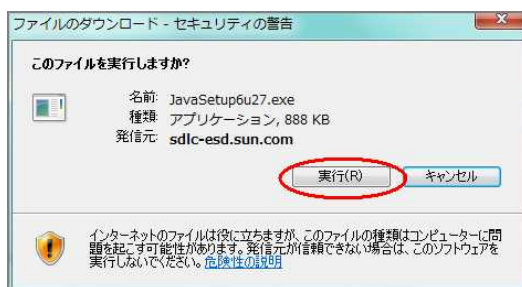 ファイルのダウンロード - セキュリティの警告
このファイルを実行しますか?
名前: JavaSetup6u27.exe
種類: アプリケーション, 888 KB
発信元: sdlc-esd.sun.com
実行(R)
キャンセル
インターネットのファイルは役に立ちますが、このファイルの種類はコンピューターに問
題を起こす可能性があります。発信元が信頼できない場合は、このソフトウェアを
実行しないでください。危険性の説明